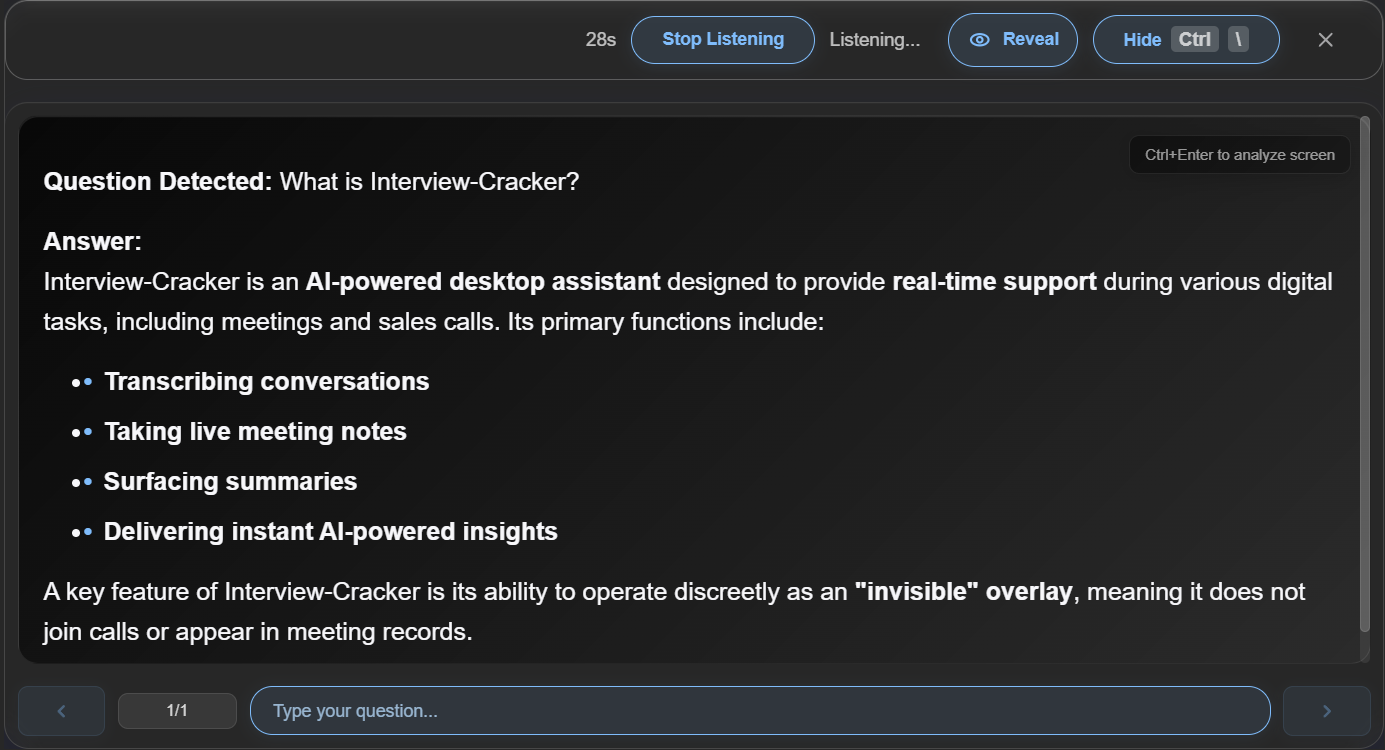 28s Stop Listening Listening... Reveal Hide Ctrl \
Ctrl+Enter to analyze screen
Question Detected: What is Interview-Cracker?
Answer:
Interview-Cracker is an AI-powered desktop assistant designed to provide real-time support during various digital
tasks, including meetings and sales calls. Its primary functions include:
• Transcribing conversations
• Taking live meeting notes
• Surfacing summaries
• Delivering instant AI-powered insights
A key feature of Interview-Cracker is its ability to operate discreetly as an "invisible" overlay, meaning it does not
join calls or appear in meeting records.
1/1 Type your question...